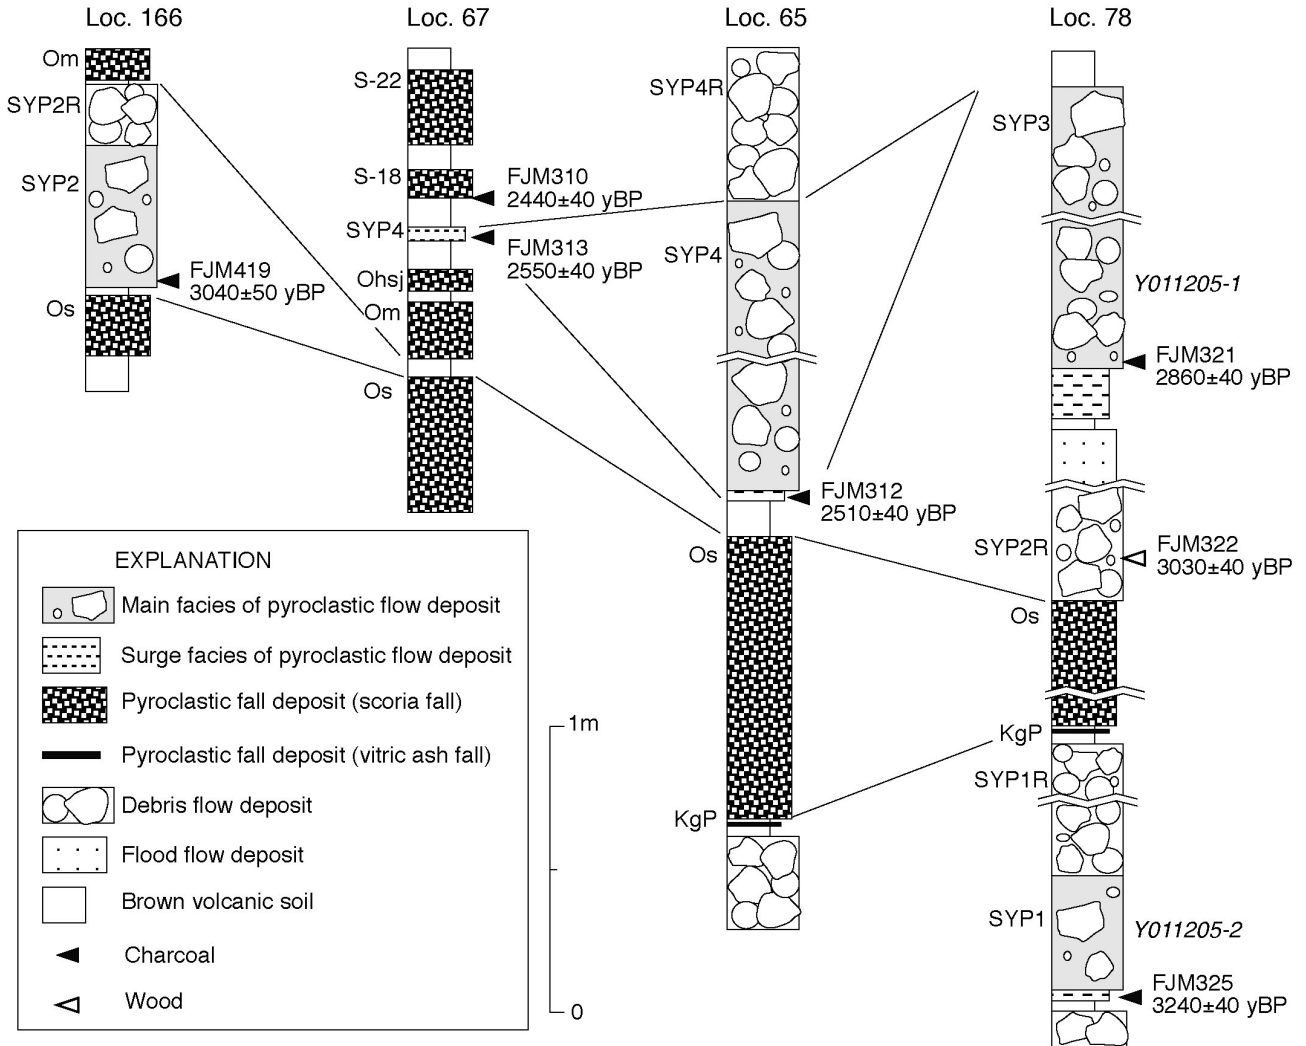 Loc. 166
Om
SYP2R
SYP2
FJM419
3040±50 yBP
Os
Loc. 67
S-22
S-18
FJM310
2440±40 yBP
SYP4
FJM313
2550±40 yBP
Ohsj
Om
Os
Loc. 65
SYP4R
SYP4
FJM312
2510±40 yBP
Os
KgP
Loc. 78
SYP3
Y011205-1
FJM321
2860±40 yBP
SYP2R
FJM322
3030±40 yBP
Os
KgP
SYP1R
SYP1
Y011205-2
FJM325
3240±40 yBP
EXPLANATION
Main facies of pyroclastic flow deposit
Surge facies of pyroclastic flow deposit
Pyroclastic fall deposit (scoria fall)
Pyroclastic fall deposit (vitric ash fall)
Debris flow deposit
Flood flow deposit
Brown volcanic soil
Charcoal
Wood
1m
0